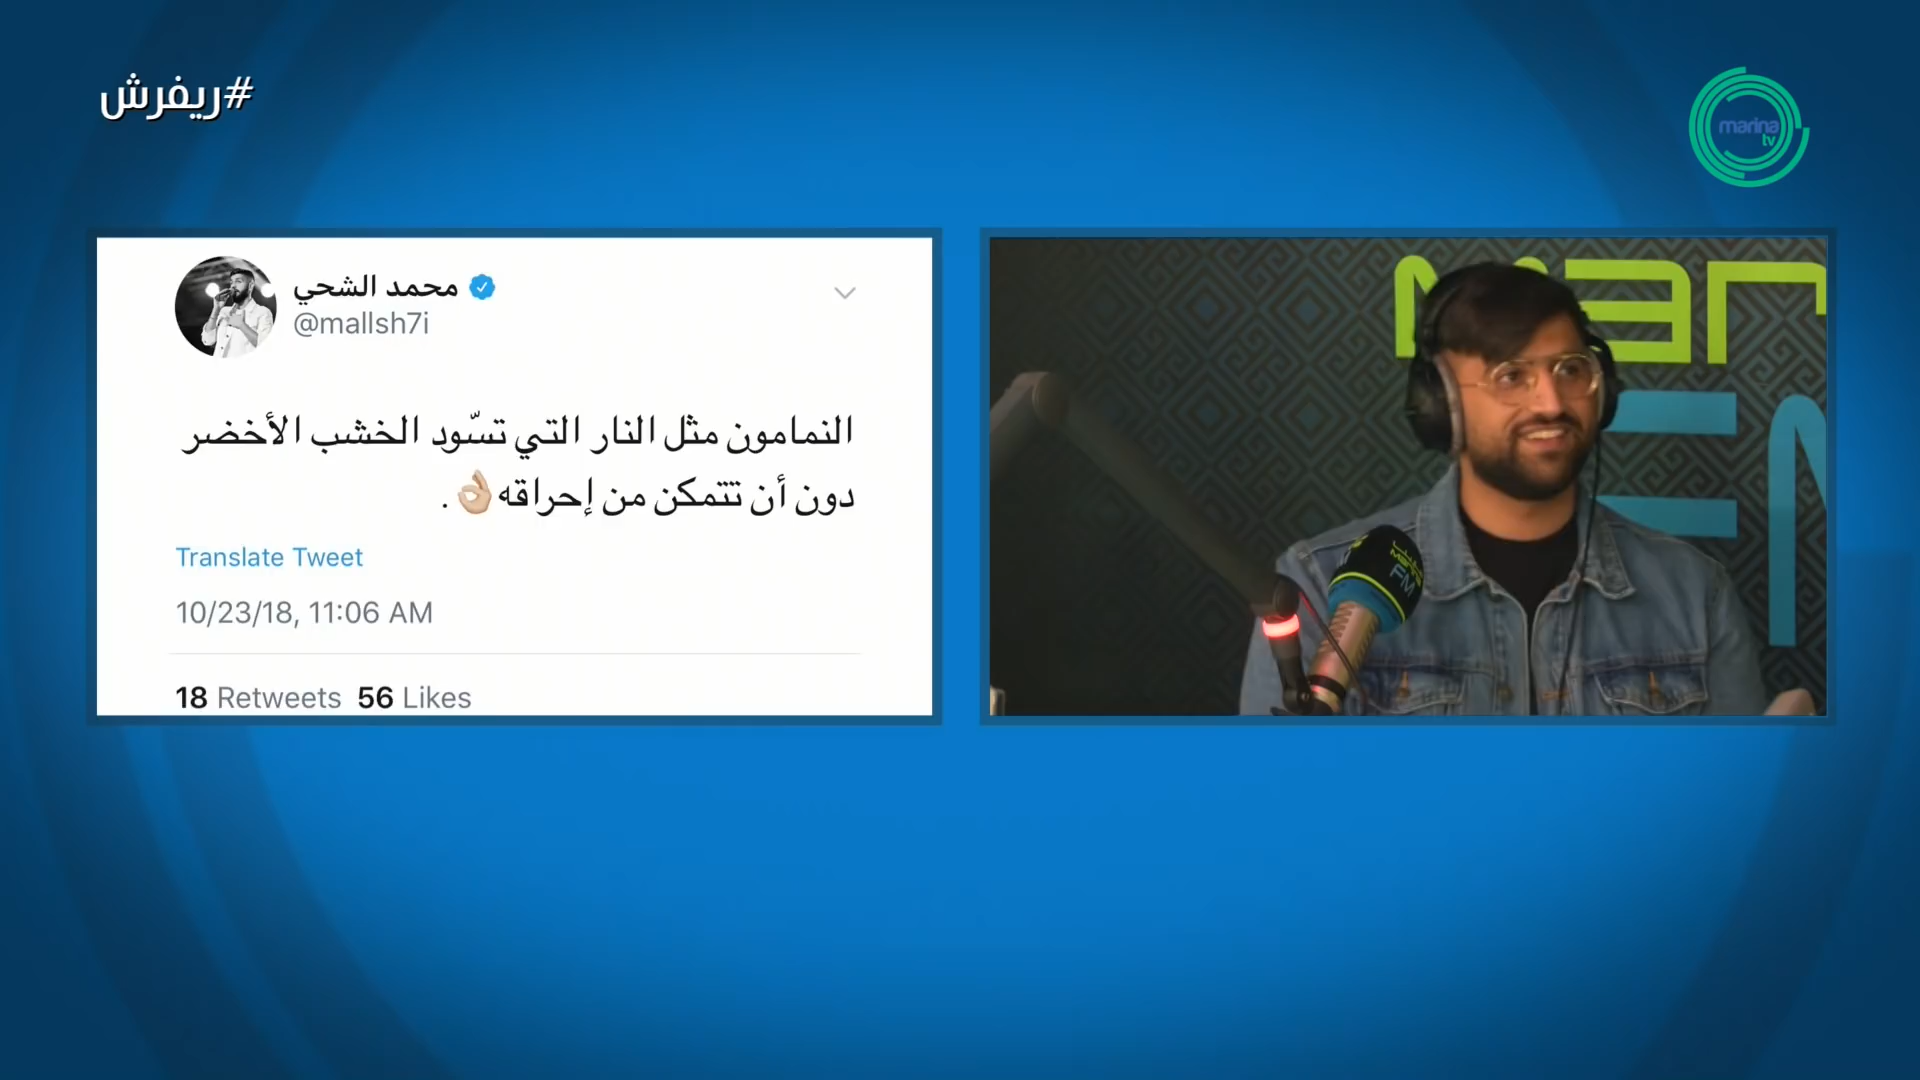 #ريفرش
marina
tv
محمد الشحي
@mallsh7i
النمامون مثل النار التي تسّود الخشب الأخضر
دون أن تتمكن من إحراقه👌🏼.
Translate Tweet
10/23/18, 11:06 AM
18 Retweets 56 Likes
FM